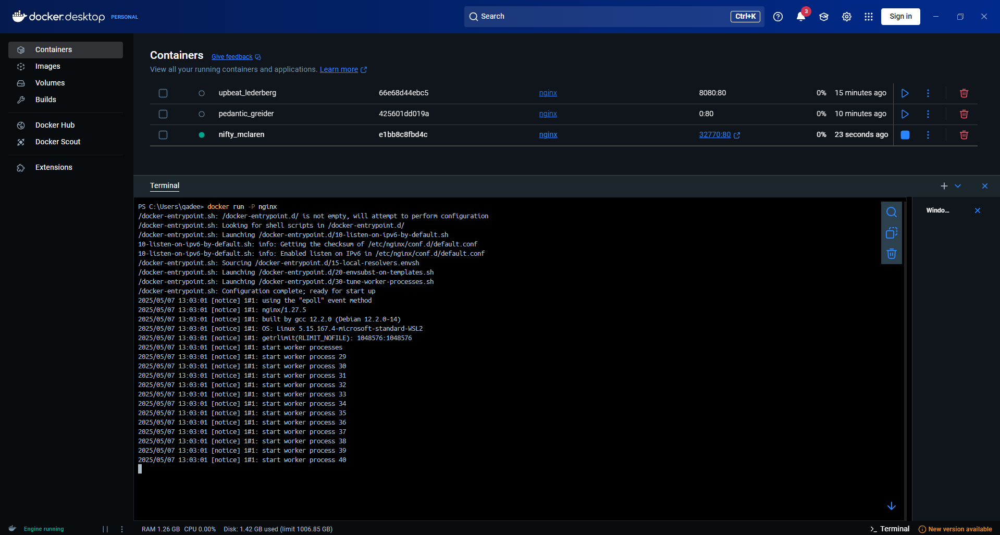 docker.desktop PERSONAL
Search Ctrl+K
3
Sign in
Containers
Images
Volumes
Builds
Docker Hub
Docker Scout
Extensions
Containers Give feedback
View all your running containers and applications. Learn more
upbeat_lederberg 66e68d44ebc5 nginx 8080:80 0% 15 minutes ago
pedantic_greider 425601dd019a nginx 0:80 0% 10 minutes ago
nifty_mclaren e1bb8c8fbd4c nginx 32770:80 0% 23 seconds ago
Terminal
Windo...
PS C:\Users\qadee> docker run -P nginx
/docker-entrypoint.sh: /docker-entrypoint.d/ is not empty, will attempt to perform configuration
/docker-entrypoint.sh: Looking for shell scripts in /docker-entrypoint.d/
/docker-entrypoint.sh: Launching /docker-entrypoint.d/10-listen-on-ipv6-by-default.sh
10-listen-on-ipv6-by-default.sh: info: Getting the checksum of /etc/nginx/conf.d/default.conf
10-listen-on-ipv6-by-default.sh: info: Enabled listen on IPv6 in /etc/nginx/conf.d/default.conf
/docker-entrypoint.sh: Sourcing /docker-entrypoint.d/15-local-resolvers.envsh
/docker-entrypoint.sh: Launching /docker-entrypoint.d/20-envsubst-on-templates.sh
/docker-entrypoint.sh: Launching /docker-entrypoint.d/30-tune-worker-processes.sh
/docker-entrypoint.sh: Configuration complete; ready for start up
2025/05/07 13:03:01 [notice] 1#1: using the "epoll" event method
2025/05/07 13:03:01 [notice] 1#1: nginx/1.27.5
2025/05/07 13:03:01 [notice] 1#1: built by gcc 12.2.0 (Debian 12.2.0-14)
2025/05/07 13:03:01 [notice] 1#1: OS: Linux 5.15.167.4-microsoft-standard-WSL2
2025/05/07 13:03:01 [notice] 1#1: getrlimit(RLIMIT_NOFILE): 1048576:1048576
2025/05/07 13:03:01 [notice] 1#1: start worker processes
2025/05/07 13:03:01 [notice] 1#1: start worker process 29
2025/05/07 13:03:01 [notice] 1#1: start worker process 30
2025/05/07 13:03:01 [notice] 1#1: start worker process 31
2025/05/07 13:03:01 [notice] 1#1: start worker process 32
2025/05/07 13:03:01 [notice] 1#1: start worker process 33
2025/05/07 13:03:01 [notice] 1#1: start worker process 34
2025/05/07 13:03:01 [notice] 1#1: start worker process 35
2025/05/07 13:03:01 [notice] 1#1: start worker process 36
2025/05/07 13:03:01 [notice] 1#1: start worker process 37
2025/05/07 13:03:01 [notice] 1#1: start worker process 38
2025/05/07 13:03:01 [notice] 1#1: start worker process 39
2025/05/07 13:03:01 [notice] 1#1: start worker process 40
Engine running
RAM 1.26 GB CPU 0.00% Disk: 1.42 GB used (limit 1006.85 GB)
>_ Terminal
New version available